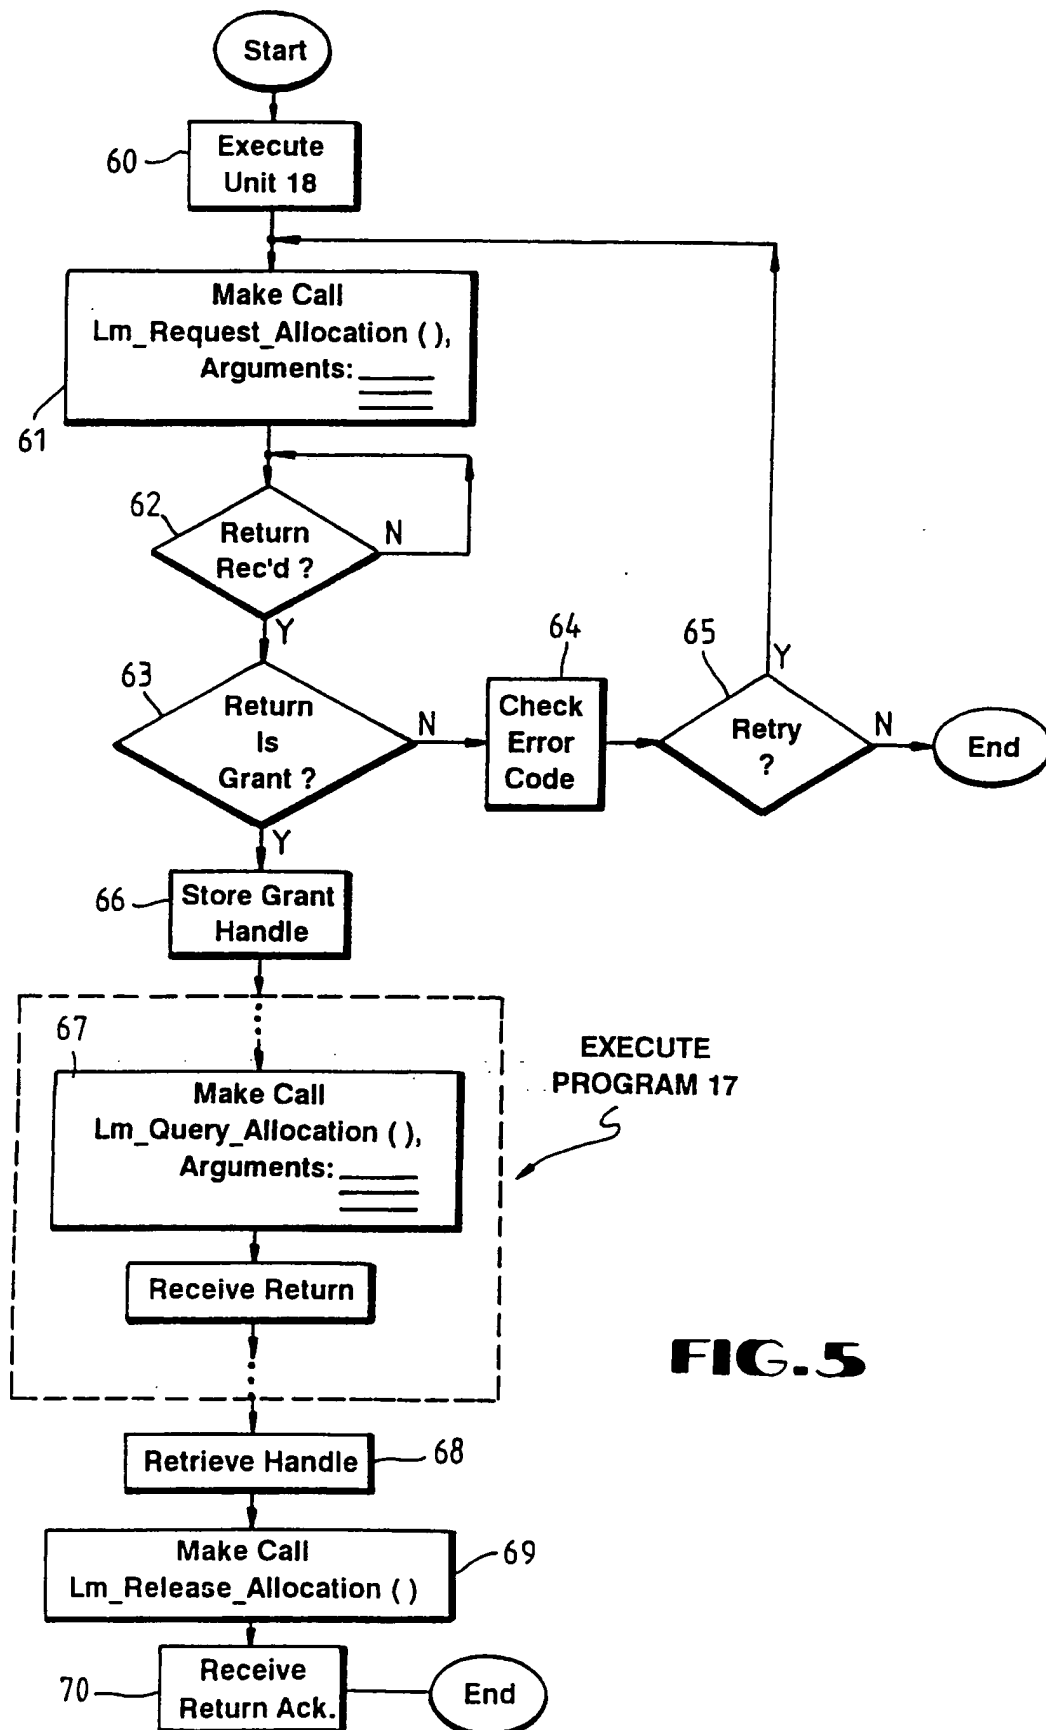 Start
60
Execute
Unit 18
Make Call
Lm_Request_Allocation ( ),
Arguments:
61
62
Return
Rec'd ?
N
Y
63
Return
Is
Grant ?
N
Y
64
Check
Error
Code
65
Retry
?
Y
N
End
66
Store Grant
Handle
67
Make Call
Lm_Query_Allocation ( ),
Arguments:
Receive Return
EXECUTE
PROGRAM 17
FIG. 5
Retrieve Handle
68
Make Call
Lm_Release_Allocation ( )
69
70
Receive
Return Ack.
End